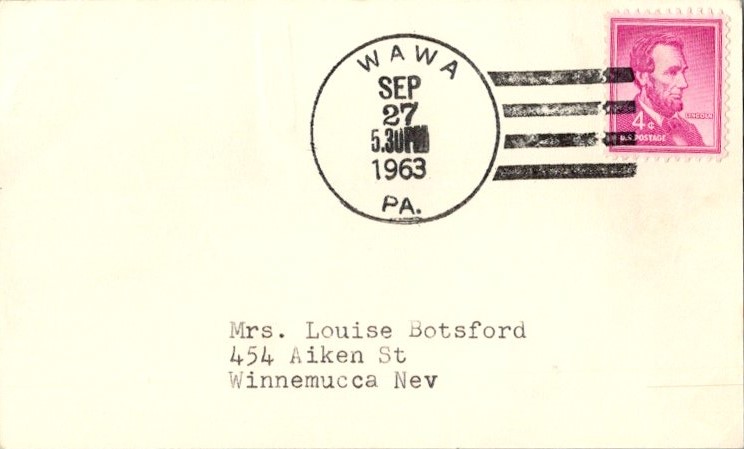 WAWA
SEP
27
5.30PM
1963
PA.
LINCOLN
4¢
U.S. POSTAGE
Mrs. Louise Botsford
454 Aiken St
Winnemucca Nev